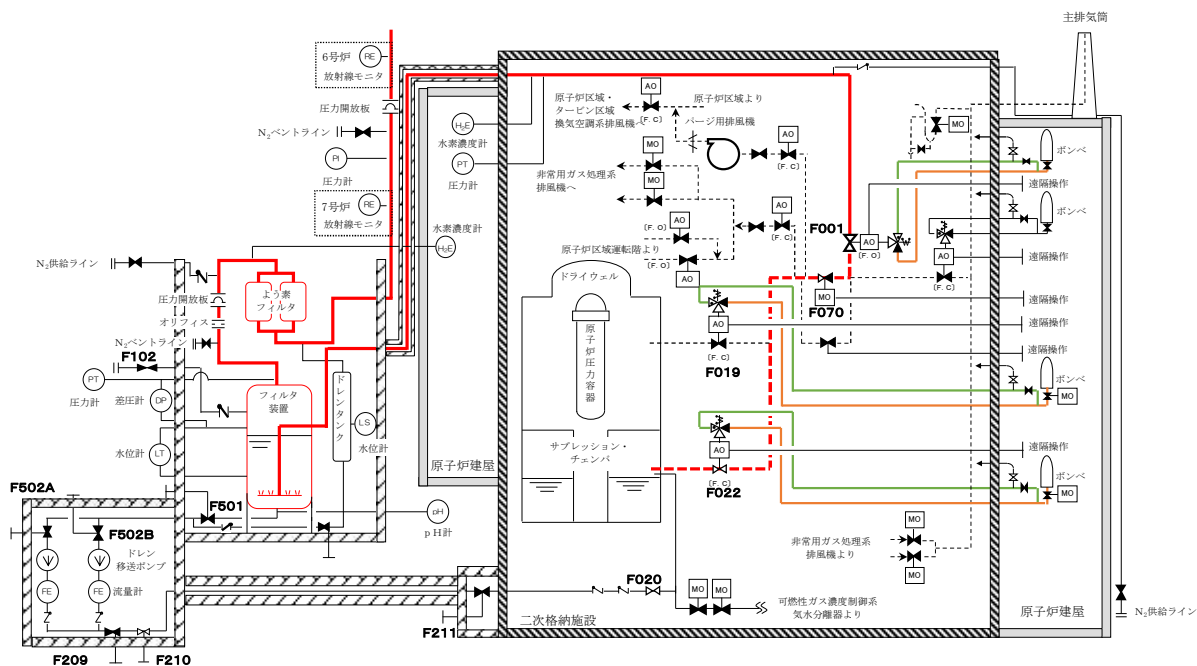 主排気筒
6号炉
放射線モニタ
RE
圧力開放板
N₂ベントライン
PI
圧力計
7号炉
放射線モニタ
RE
H₂E
水素濃度計
PT
圧力計
水素濃度計
H₂E
原子炉区域・
タービン区域
換気空調系排風機へ
AO
(F. C)
原子炉区域より
パージ用排風機
AO
(F. C)
MO
非常用ガス処理系
排風機へ
MO
AO
(F. O)
AO
(F. C)
原子炉区域運転階より
(F. O)
AO
MO
ボンベ
遠隔操作
ボンベ
F001
AO
(F. O)
AO
(F. C)
遠隔操作
MO
F070
遠隔操作
遠隔操作
遠隔操作
N₂供給ライン
圧力開放板
オリフィス
よう素
フィルタ
N₂ベントライン
F102
PT
圧力計
差圧計
DP
フィルタ
装置
ドレンタンク
LS
水位計
水位計
LT
ドライウェル
原子炉圧力容器
サプレッション・
チェンバ
AO
(F. C)
F019
ボンベ
MO
AO
(F. C)
F022
遠隔操作
ボンベ
MO
原子炉建屋
F502A
F501
F502B
pH
pH計
ドレン
移送ポンプ
FE
FE
流量計
F209
F210
F211
F020
MO
MO
可燃性ガス濃度制御系
気水分離器より
非常用ガス処理系
排風機より
MO
MO
二次格納施設
原子炉建屋
N₂供給ライン